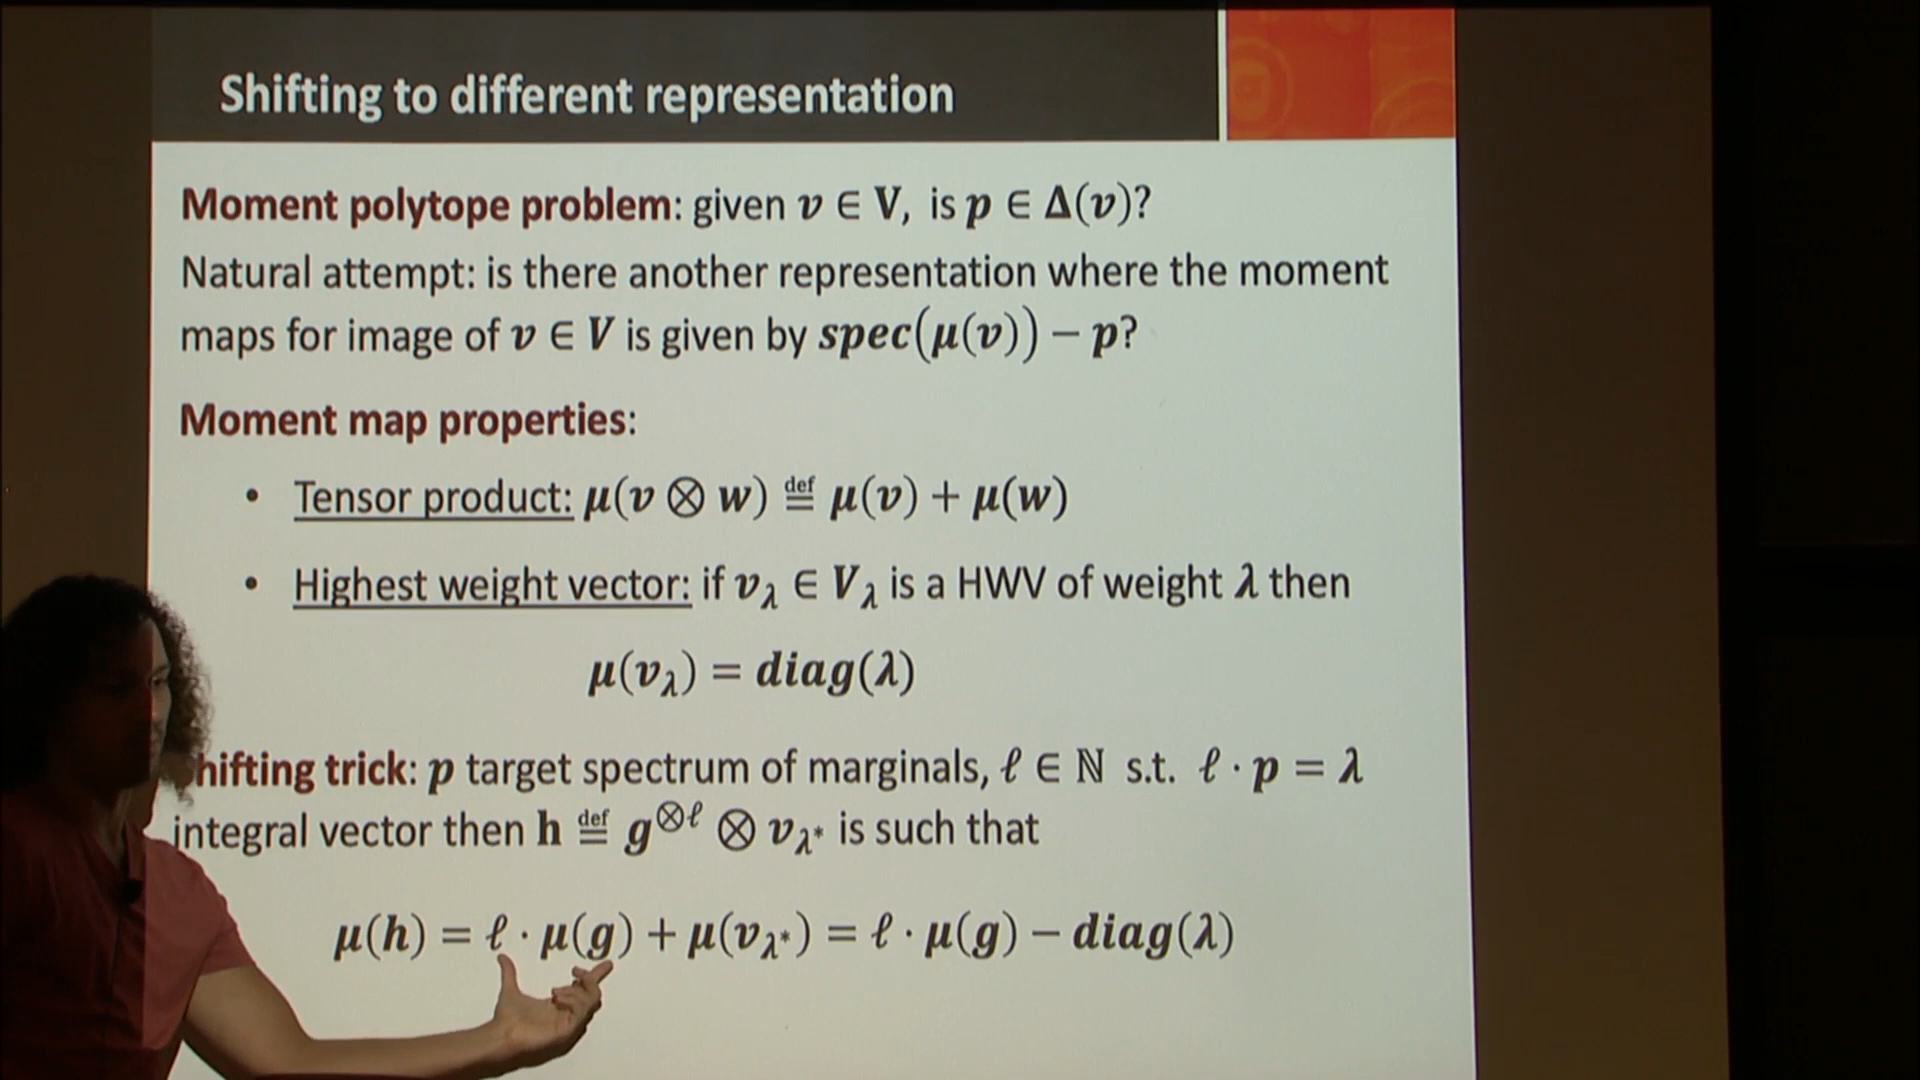 Shifting to different representation
Moment polytope problem: given v ∈ V, is p ∈ Δ(v)?
Natural attempt: is there another representation where the moment
maps for image of v ∈ V is given by spec(μ(v)) − p?
Moment map properties:
• Tensor product: μ(v ⊗ w) ≝ μ(v) + μ(w)
• Highest weight vector: if v_λ ∈ V_λ is a HWV of weight λ then
μ(v_λ) = diag(λ)
hifting trick: p target spectrum of marginals, ℓ ∈ ℕ s.t. ℓ · p = λ
integral vector then h ≝ g^{⊗ℓ} ⊗ v_{λ*} is such that
μ(h) = ℓ · μ(g) + μ(v_{λ*}) = ℓ · μ(g) − diag(λ)